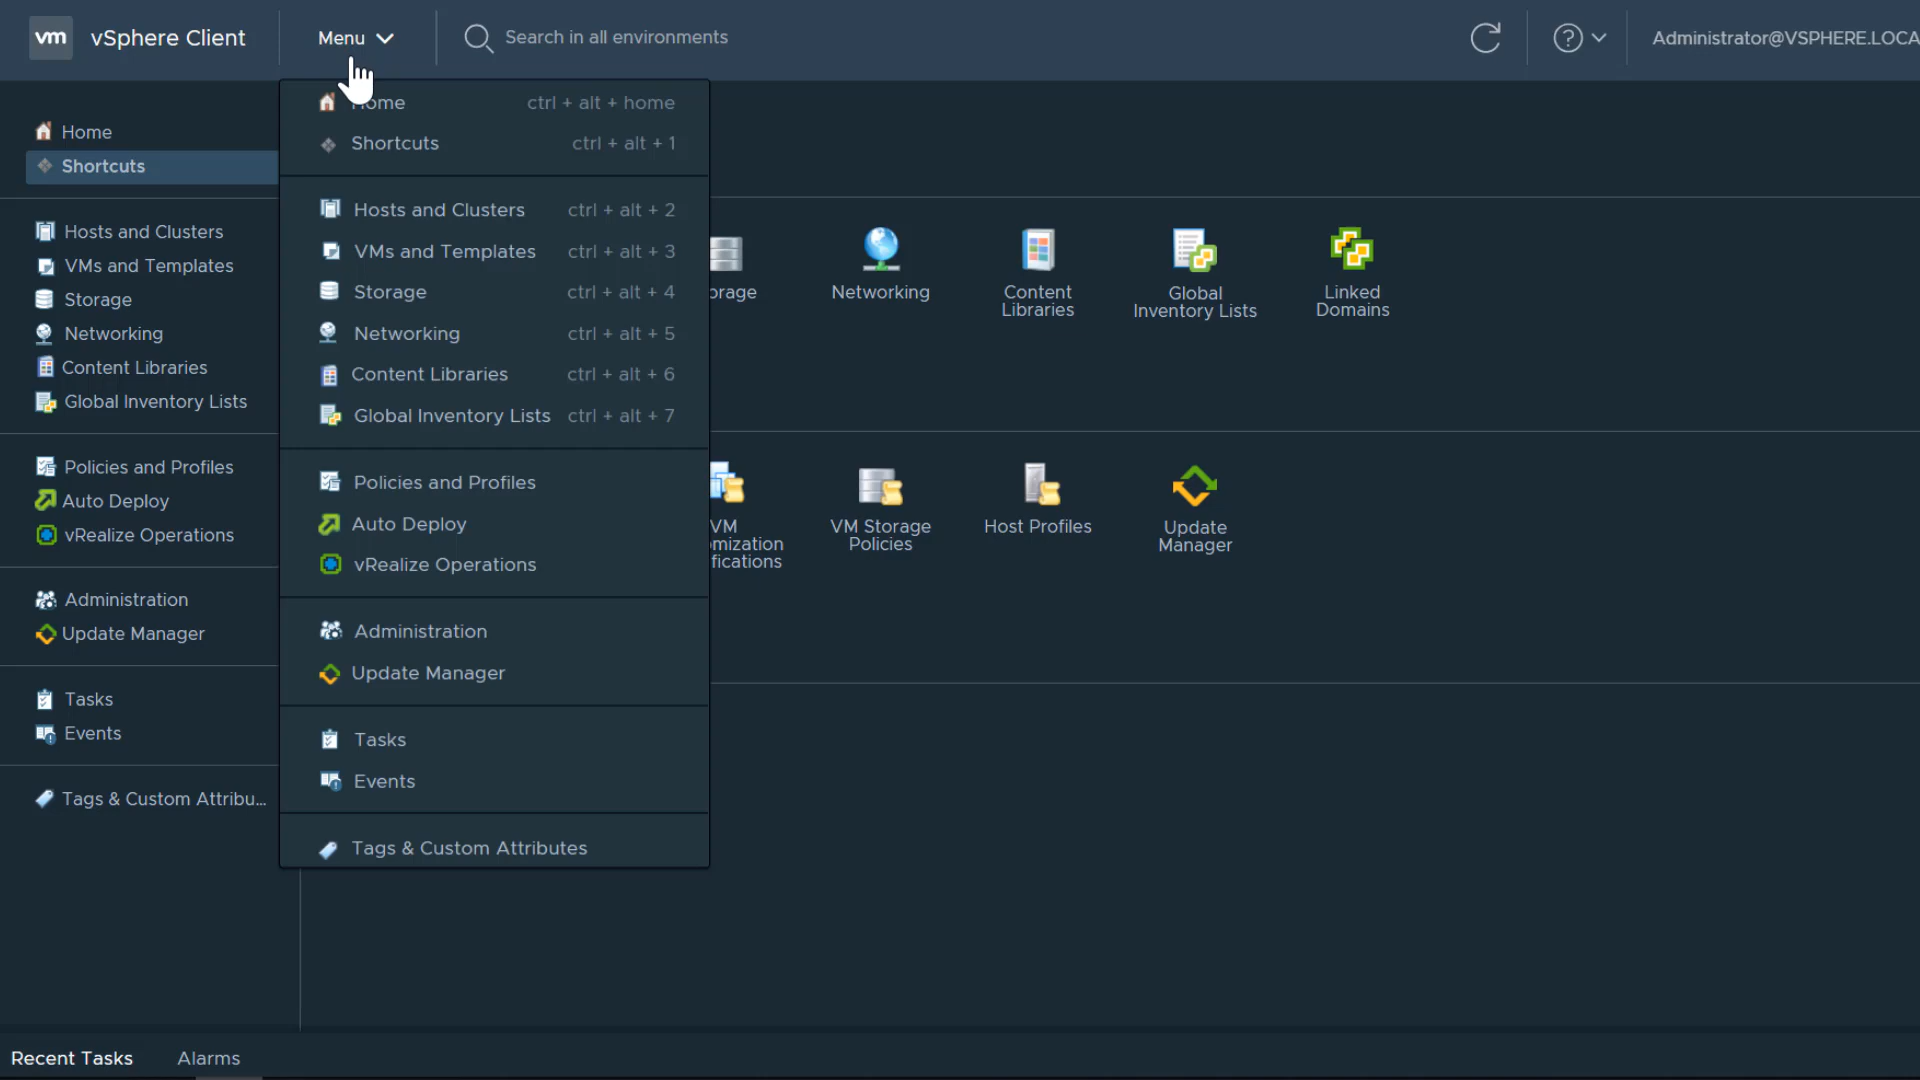 vm vSphere Client Menu Search in all environments ? Administrator@VSPHERE.LOCA
Home
Shortcuts
Hosts and Clusters
VMs and Templates
Storage
Networking
Content Libraries
Global Inventory Lists
Policies and Profiles
Auto Deploy
vRealize Operations
Administration
Update Manager
Tasks
Events
Tags & Custom Attribu...
Home ctrl + alt + home
Shortcuts ctrl + alt + 1
Hosts and Clusters ctrl + alt + 2
VMs and Templates ctrl + alt + 3
Storage ctrl + alt + 4
Networking ctrl + alt + 5
Content Libraries ctrl + alt + 6
Global Inventory Lists ctrl + alt + 7
Policies and Profiles
Auto Deploy
vRealize Operations
Administration
Update Manager
Tasks
Events
Tags & Custom Attributes
orage
Networking
Content
Libraries
Global
Inventory Lists
Linked
Domains
VM
omization
ifications
VM Storage
Policies
Host Profiles
Update
Manager
Recent Tasks Alarms